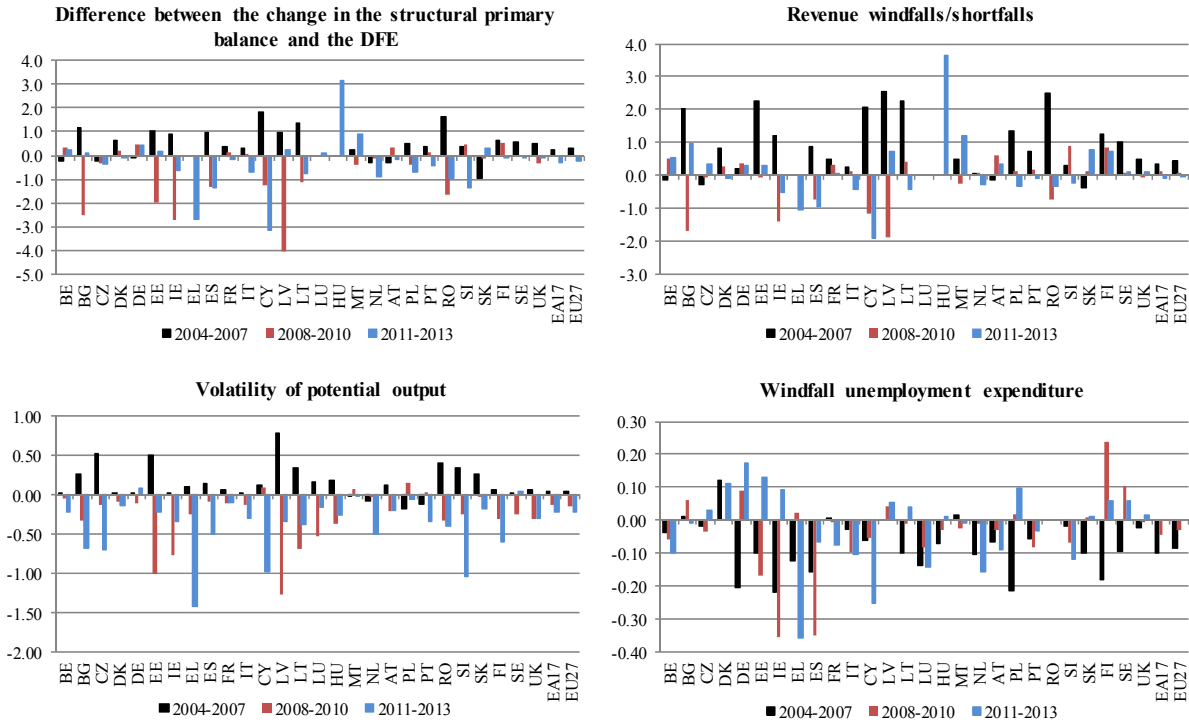 Difference between the change in the structural primary
balance and the DFE
4.0
3.0
2.0
1.0
0.0
-1.0
-2.0
-3.0
-4.0
-5.0
BE BG CZ DK DE EE IE EL ES FR IT CY LV LT LU HU MT NL AT PL PT RO SI SK FI SE UK EA17 EU27
2004-2007 2008-2010 2011-2013
Revenue windfalls/shortfalls
4.0
3.0
2.0
1.0
0.0
-1.0
-2.0
-3.0
BE BG CZ DK DE EE IE EL ES FR IT CY LV LT LU HU MT NL AT PL PT RO SI SK FI SE UK EA17 EU27
2004-2007 2008-2010 2011-2013
Volatility of potential output
1.00
0.50
0.00
-0.50
-1.00
-1.50
-2.00
BE BG CZ DK DE EE IE EL ES FR IT CY LV LT LU HU MT NL AT PL PT RO SI SK FI SE UK EA17 EU27
2004-2007 2008-2010 2011-2013
Windfall unemployment expenditure
0.30
0.20
0.10
0.00
-0.10
-0.20
-0.30
-0.40
BE BG CZ DK DE EE IE EL ES FR IT CY LV LT LU HU MT NL AT PL PT RO SI SK FI SE UK EA17 EU27
2004-2007 2008-2010 2011-2013